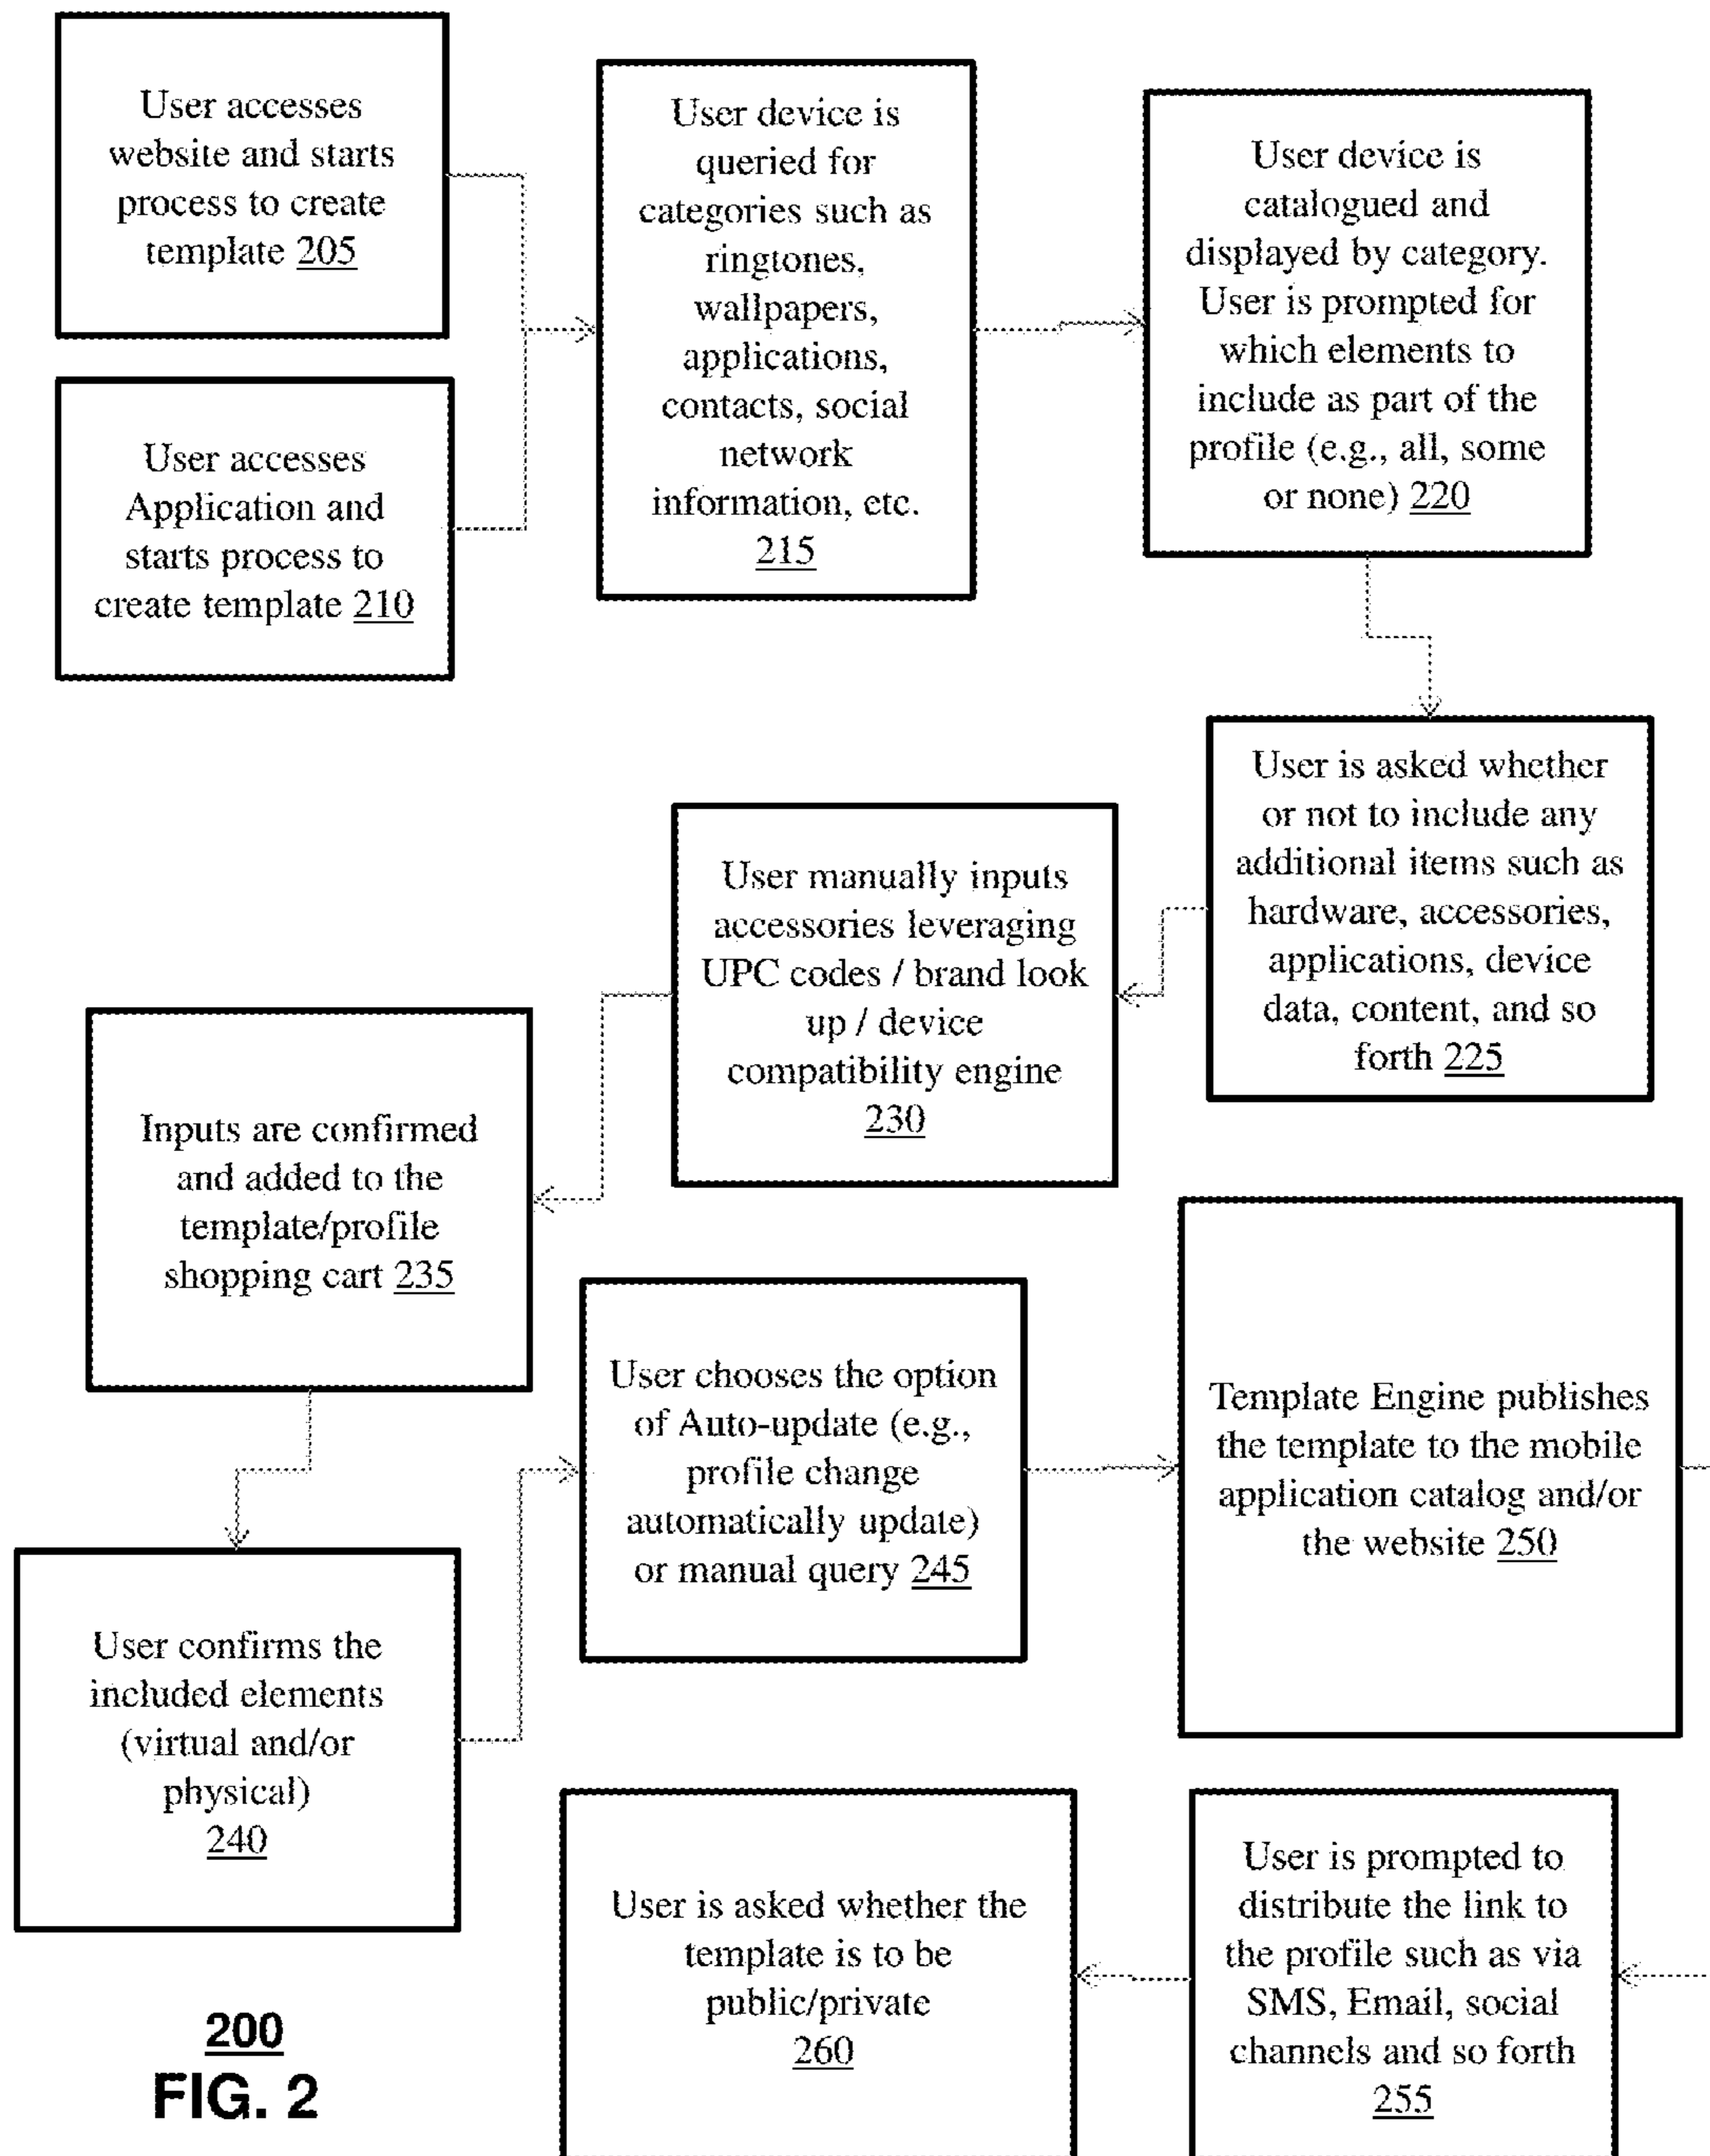 User accesses
website and starts
process to create
template 205
User accesses
Application and
starts process to
create template 210
User device is
queried for
categories such as
ringtones,
wallpapers,
applications,
contacts, social
network
information, etc.
215
User device is
catalogued and
displayed by category.
User is prompted for
which elements to
include as part of the
profile (e.g., all, some
or none) 220
User is asked whether
or not to include any
additional items such as
hardware, accessories,
applications, device
data, content, and so
forth 225
User manually inputs
accessories leveraging
UPC codes / brand look
up / device
compatibility engine
230
Inputs are confirmed
and added to the
template/profile
shopping cart 235
User confirms the
included elements
(virtual and/or
physical)
240
User chooses the option
of Auto-update (e.g.,
profile change
automatically update)
or manual query 245
Template Engine publishes
the template to the mobile
application catalog and/or
the website 250
User is prompted to
distribute the link to
the profile such as via
SMS, Email, social
channels and so forth
255
User is asked whether the
template is to be
public/private
260
200
FIG. 2